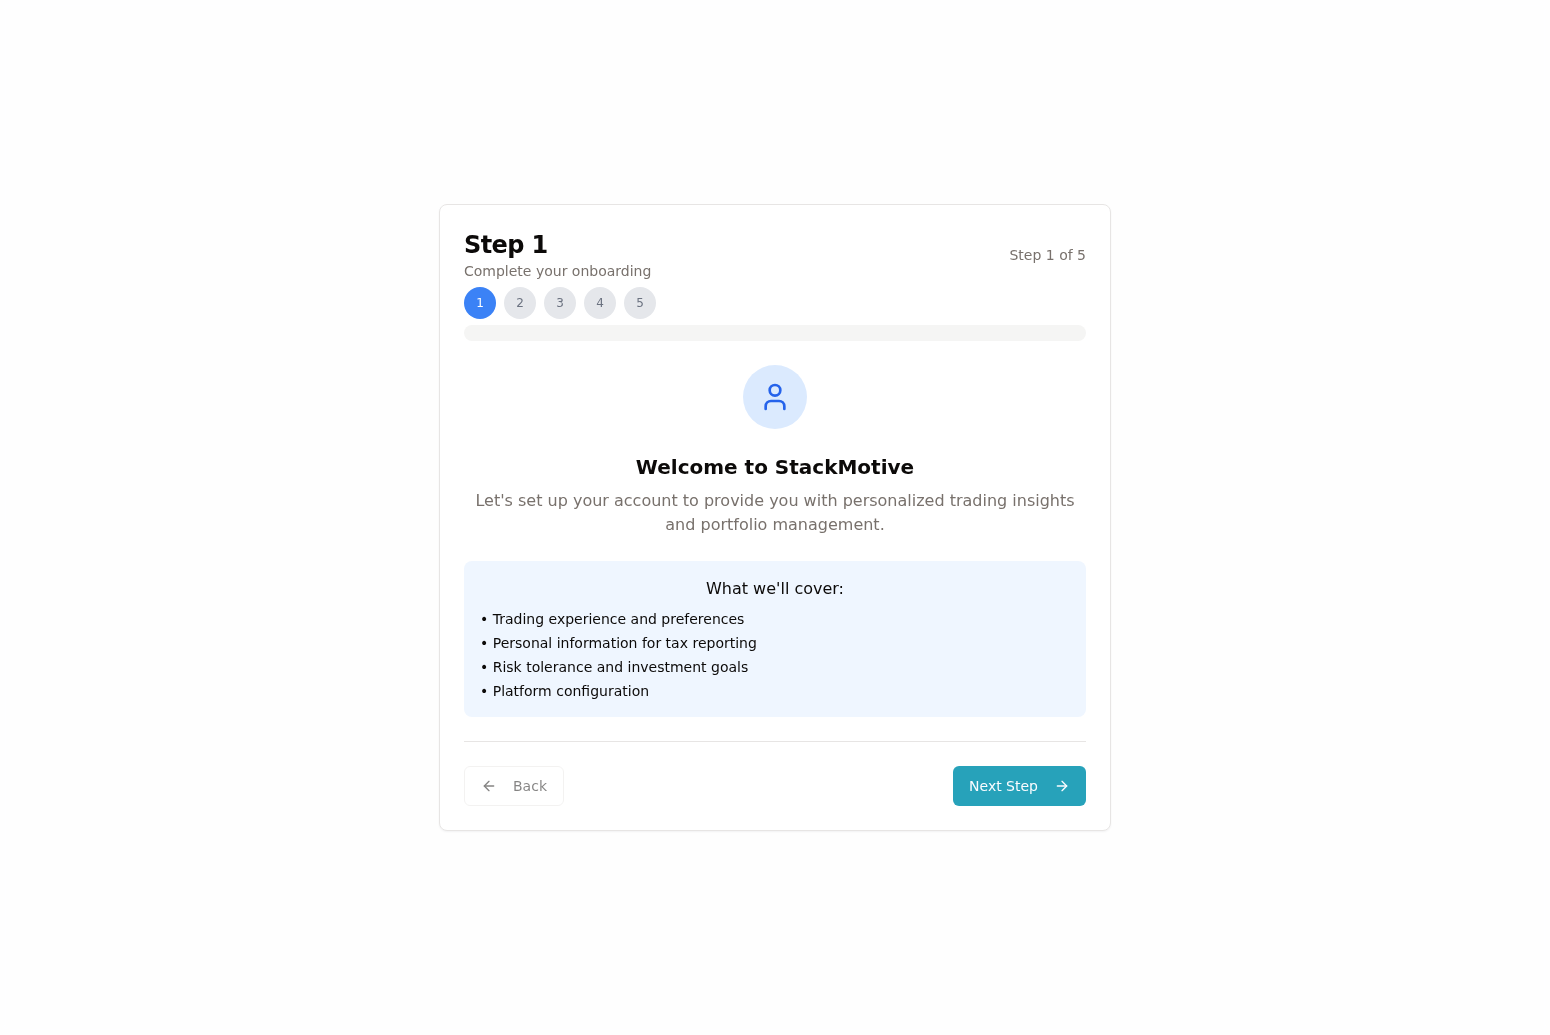 Step 1
Step 1 of 5
Complete your onboarding
1 2 3 4 5
Welcome to StackMotive
Let's set up your account to provide you with personalized trading insights
and portfolio management.
What we'll cover:
• Trading experience and preferences
• Personal information for tax reporting
• Risk tolerance and investment goals
• Platform configuration
Back
Next Step